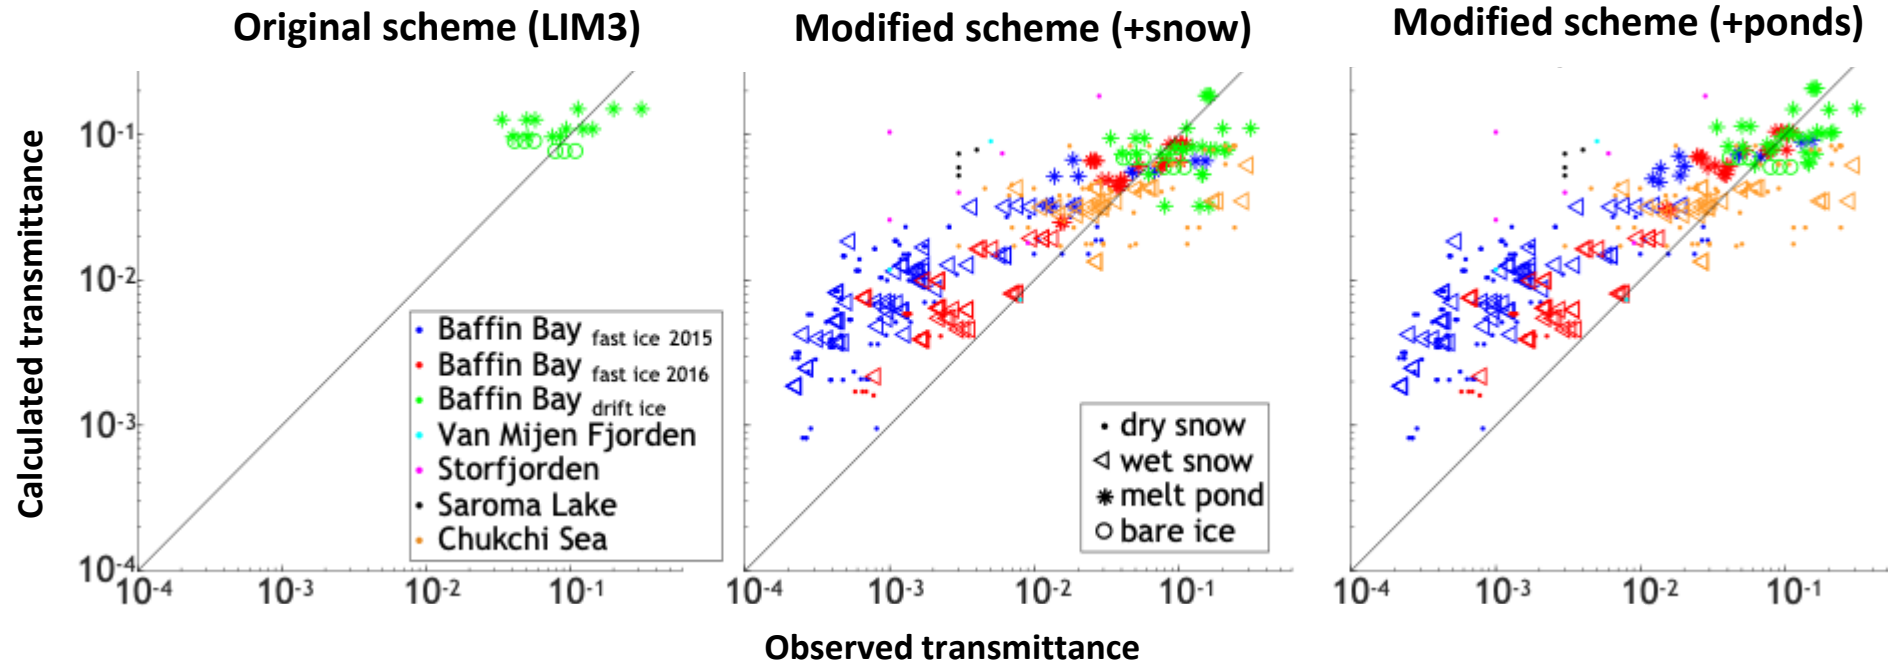 Original scheme (LIM3)
Modified scheme (+snow)
Modified scheme (+ponds)
Calculated transmittance
10-1
10-2
10-3
10-4
Baffin Bay fast ice 2015
Baffin Bay fast ice 2016
Baffin Bay drift ice
Van Mijen Fjorden
Storfjorden
Saroma Lake
Chukchi Sea
dry snow
wet snow
melt pond
bare ice
10-4 10-3 10-2 10-1
10-4 10-3 10-2 10-1
10-4 10-3 10-2 10-1
Observed transmittance